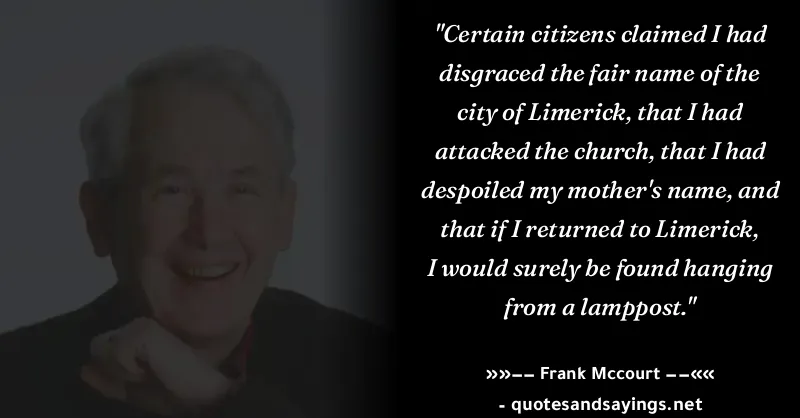 "Certain citizens claimed I had
disgraced the fair name of the
city of Limerick, that I had
attacked the church, that I had
despoiled my mother's name, and
that if I returned to Limerick,
I would surely be found hanging
from a lamppost."
»»–– Frank Mccourt ––««
- quotesandsayings.net